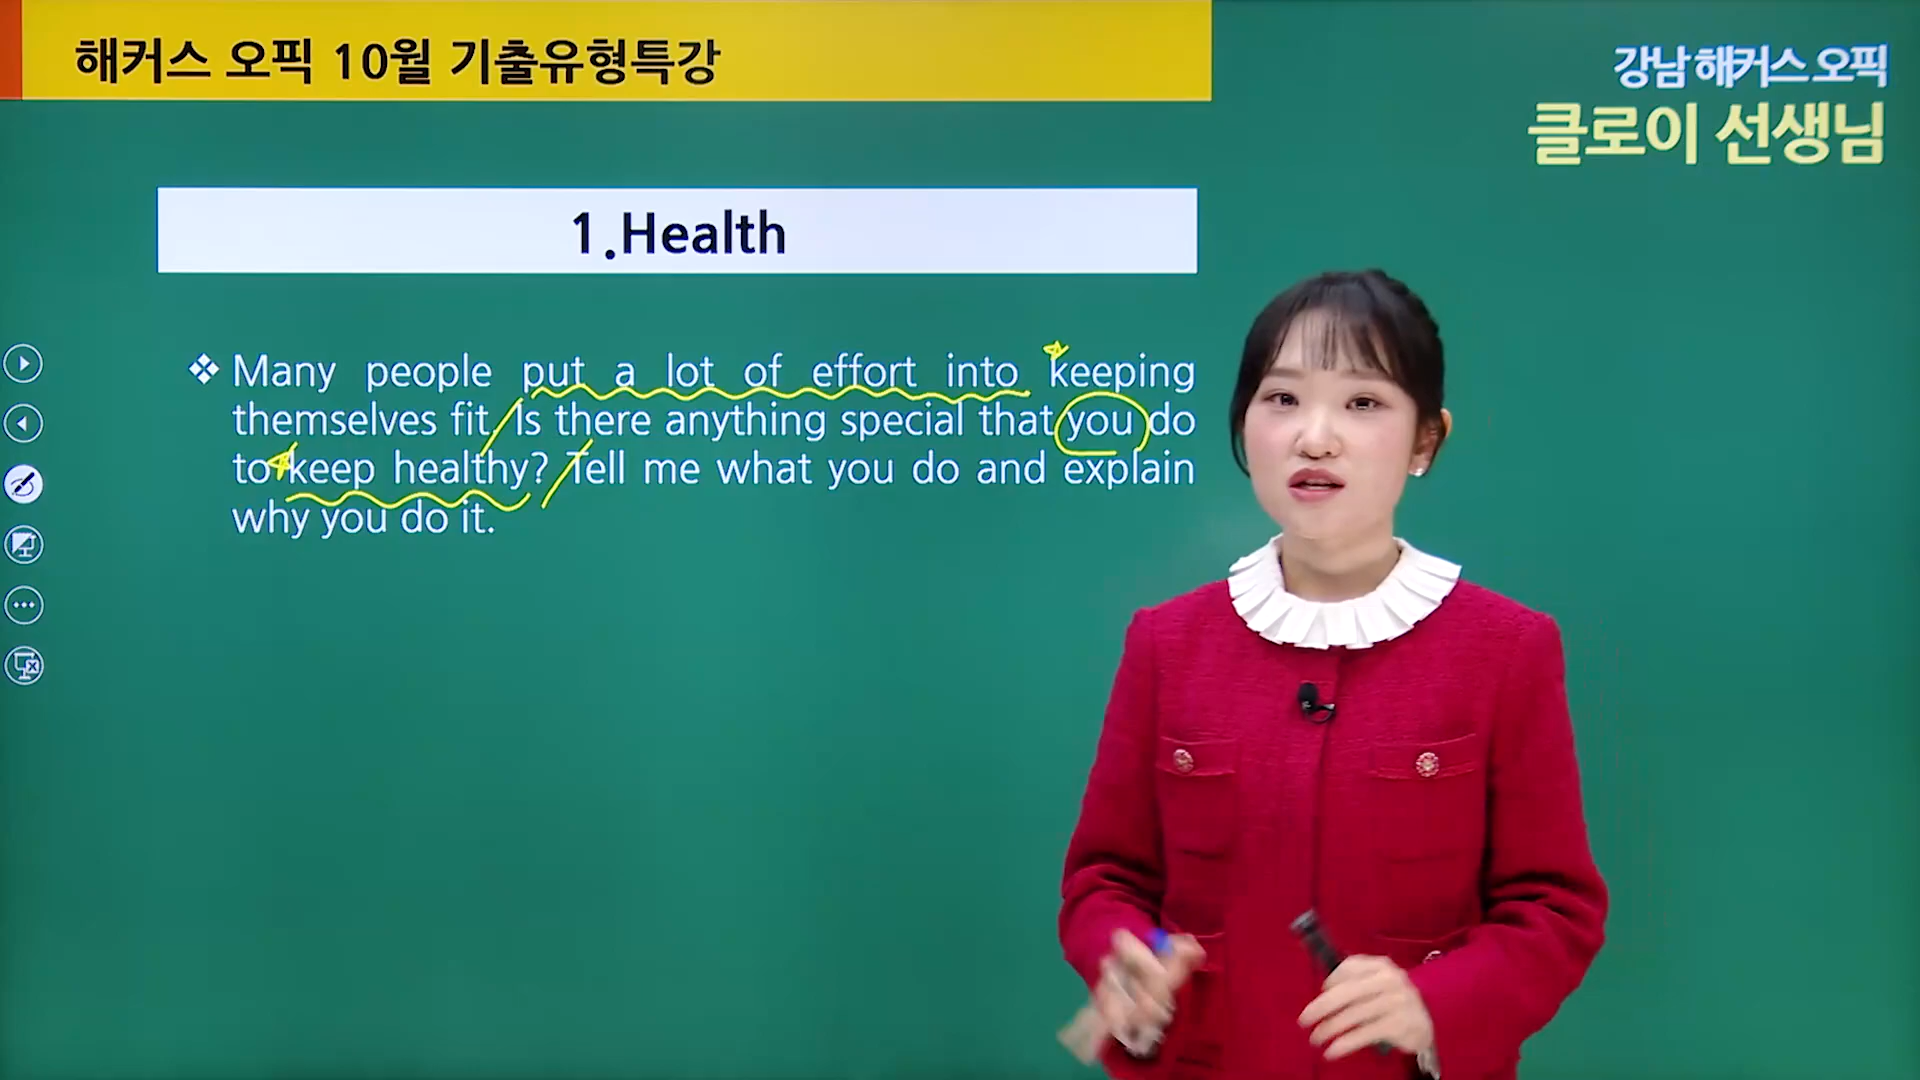 해커스 오픽 10월 기출유형특강
강남 해커스 오픽
클로이 선생님
1.Health
❖ Many people put a lot of effort into keeping
themselves fit. Is there anything special that you do
to keep healthy? Tell me what you do and explain
why you do it.